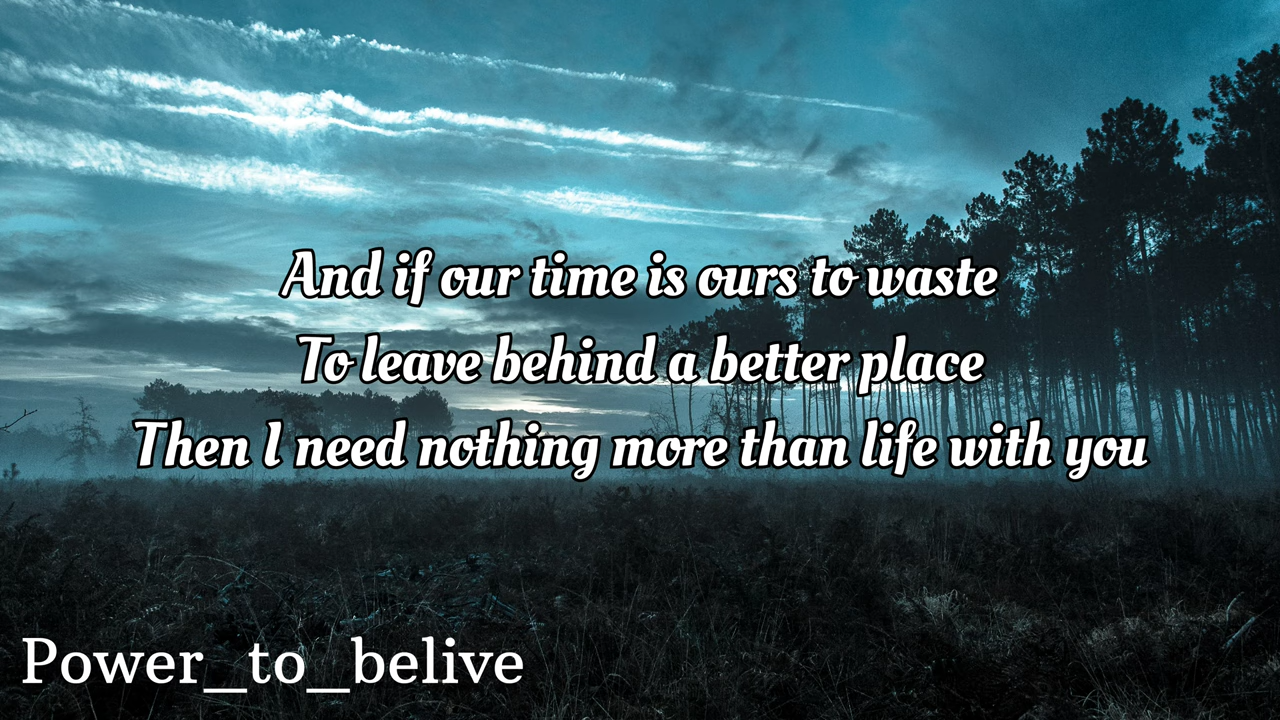 And if our time is ours to waste
To leave behind a better place
Then I need nothing more than life with you
Power_to_belive